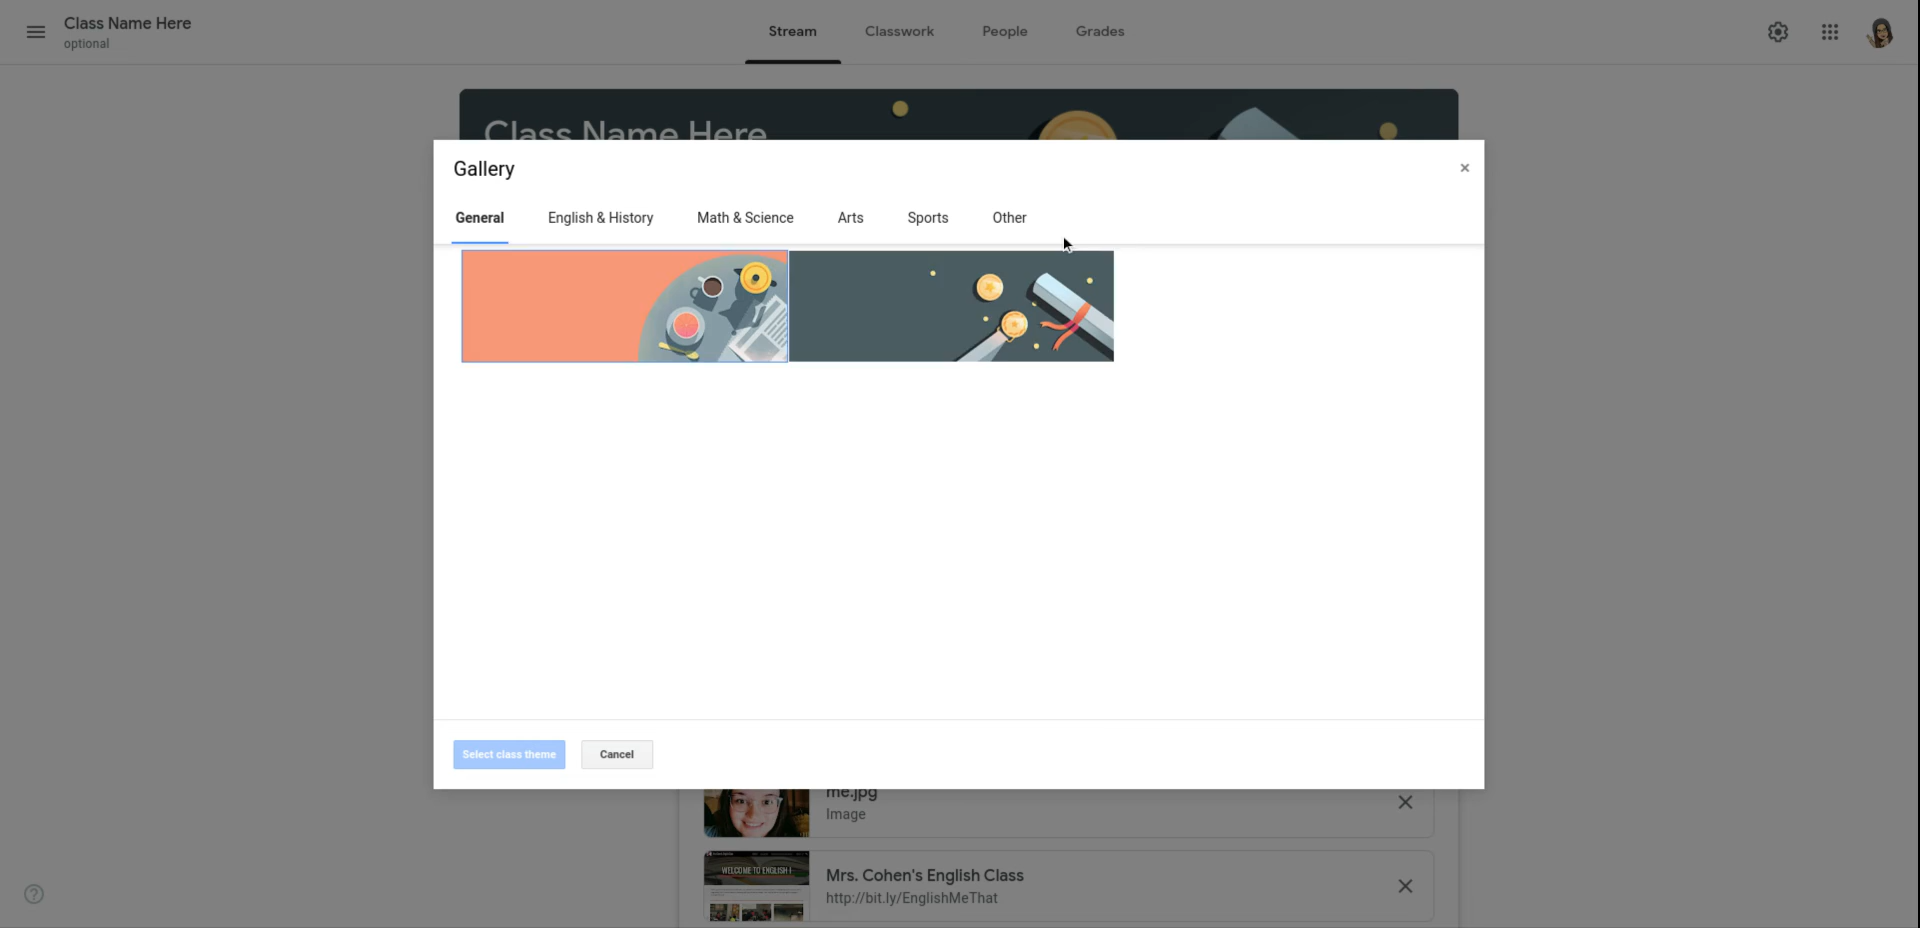 Class Name Here
optional
Stream
Classwork
People
Grades
Class Name Here
Gallery
General
English & History
Math & Science
Arts
Sports
Other
Select class theme
Cancel
me.jpg
Image
WELCOME TO ENGLISH!
Mrs. Cohen's English Class
http://bit.ly/EnglishMeThat